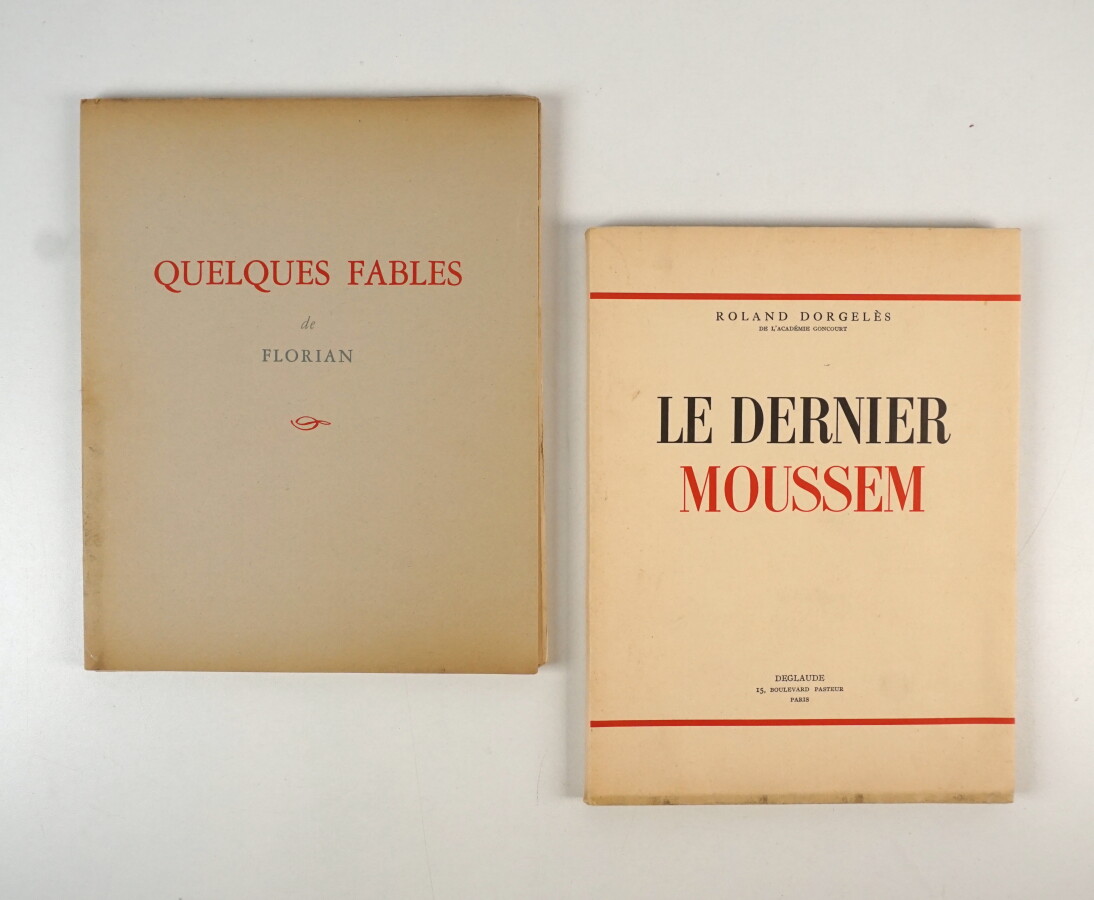 QUELQUES FABLES
de
FLORIAN
ROLAND DORGELÈS
DE L'ACADÉMIE GONCOURT
LE DERNIER
MOUSSEM
DEGLAUDE
15, BOULEVARD PASTEUR
PARIS